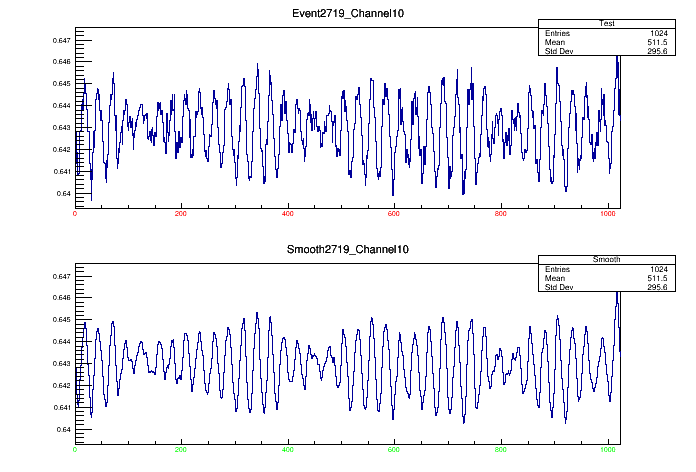 Event2719_Channel10
Test
Entries 1024
Mean 511.5
Std Dev 295.6
0.647
0.646
0.645
0.644
0.643
0.642
0.641
0.64
0 200 400 600 800 1000
Smooth2719_Channel10
Smooth
Entries 1024
Mean 511.5
Std Dev 295.6
0.647
0.646
0.645
0.644
0.643
0.642
0.641
0.64
0 200 400 600 800 1000